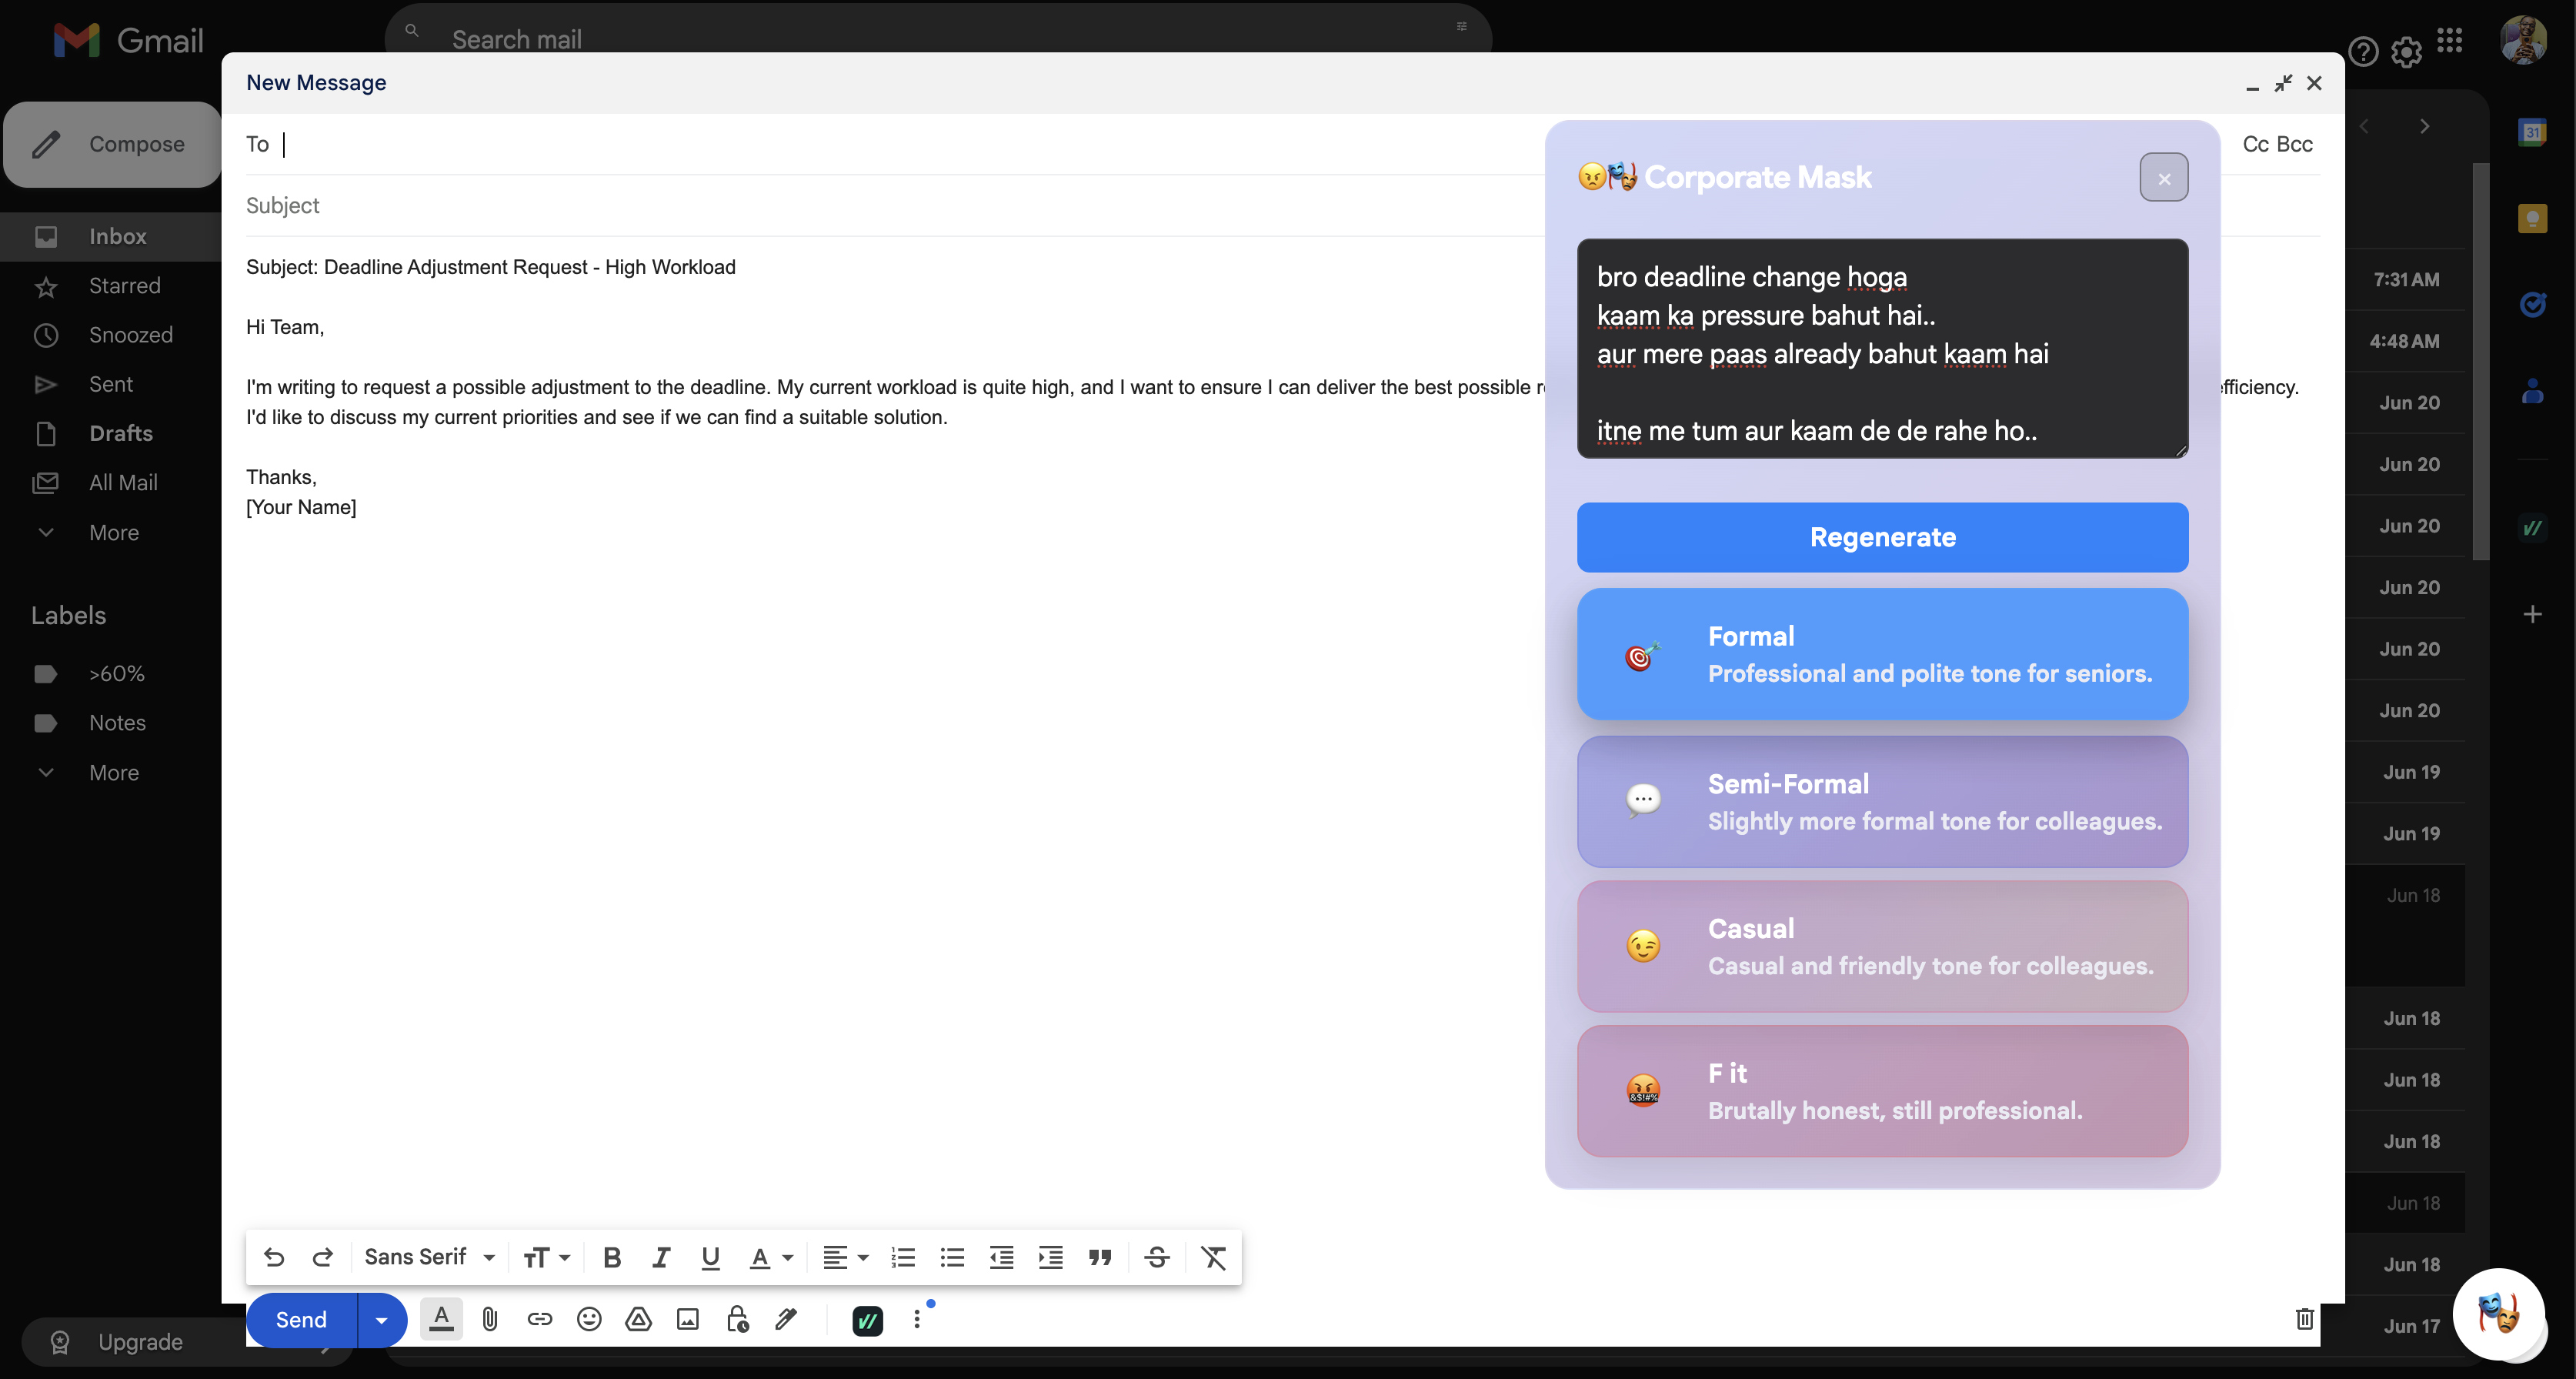 Gmail
Search mail
Compose
Inbox
Starred
Snoozed
Sent
Drafts
All Mail
More
Labels
>60%
Notes
More
Upgrade
New Message
To
Cc Bcc
Subject
Subject: Deadline Adjustment Request - High Workload
Hi Team,
I'm writing to request a possible adjustment to the deadline. My current workload is quite high, and I want to ensure I can deliver the best possible
I'd like to discuss my current priorities and see if we can find a suitable solution.
Thanks,
[Your Name]
Corporate Mask
×
bro deadline change hoga
kaam ka pressure bahut hai..
aur mere paas already bahut kaam hai
itne me tum aur kaam de de rahe ho..
Regenerate
Formal
Professional and polite tone for seniors.
Semi-Formal
Slightly more formal tone for colleagues.
Casual
Casual and friendly tone for colleagues.
F it
Brutally honest, still professional.
Sans Serif
Send
7:31 AM
4:48 AM
Jun 20
Jun 20
Jun 20
Jun 20
Jun 20
Jun 20
Jun 19
Jun 19
Jun 18
Jun 18
Jun 18
Jun 18
Jun 18
Jun 18
Jun 17
31